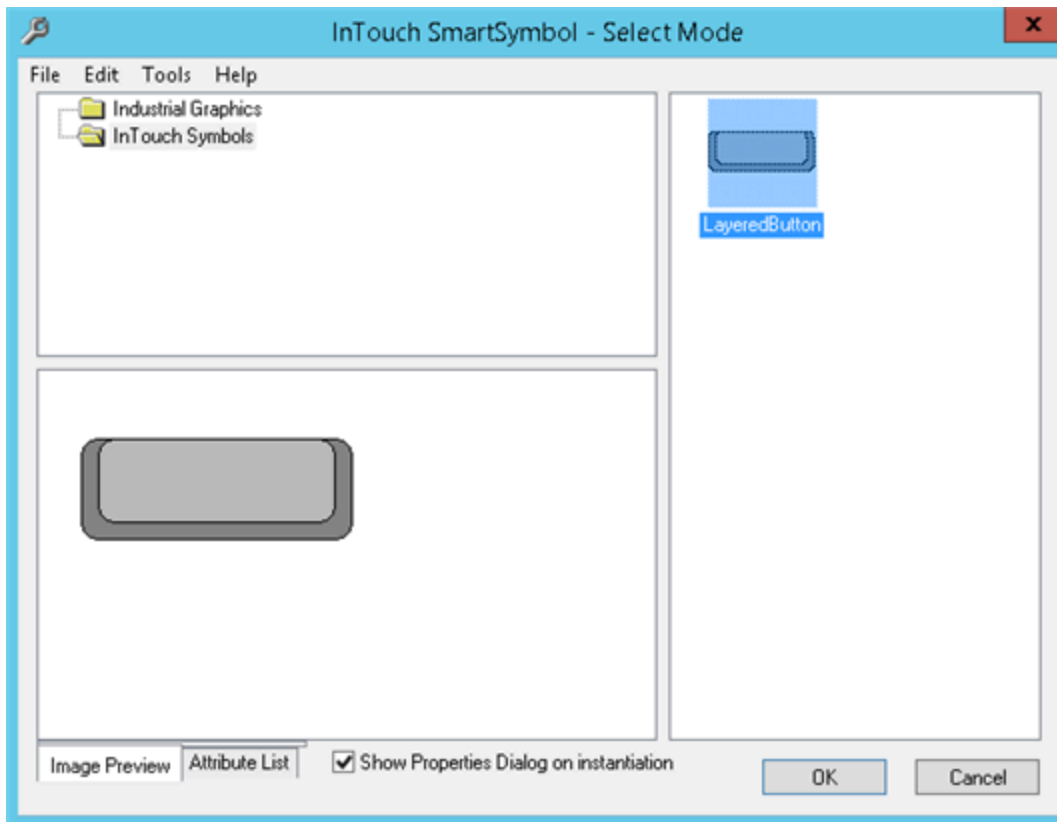 InTouch SmartSymbol - Select Mode
x
File Edit Tools Help
Industrial Graphics
InTouch Symbols
LayeredButton
Image Preview
Attribute List
Show Properties Dialog on instantiation
OK
Cancel